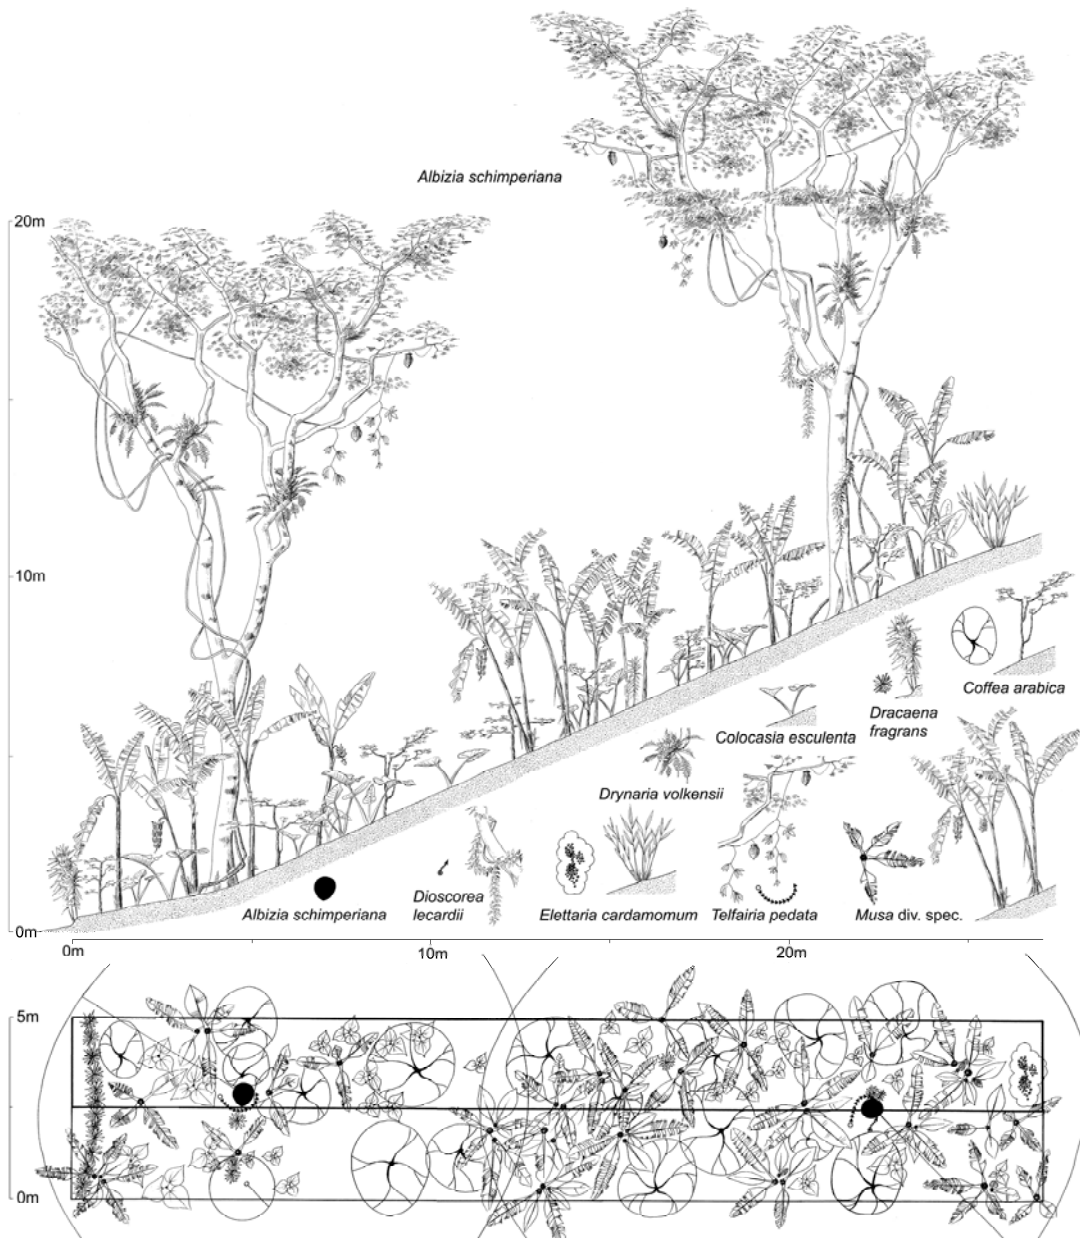 Albizia schimperiana
20m
10m
Coffea arabica
Dracaena
fragrans
Colocasia esculenta
Drynaria volkensii
Albizia schimperiana
Dioscorea
lecardii
Elettaria cardamomum
Telfairia pedata
Musa div. spec.
0m
0m
10m
20m
5m
0m